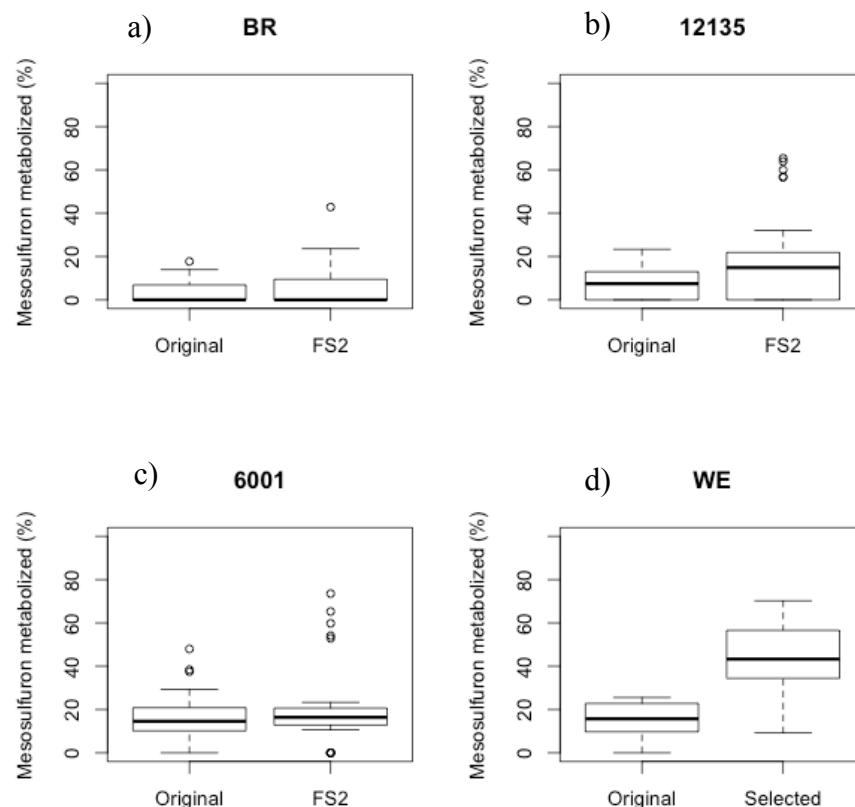 a) BR
Mesosulfuron metabolized (%)
0 20 40 60 80
Original FS2
b) 12135
Mesosulfuron metabolized (%)
0 20 40 60 80
Original FS2
c) 6001
Mesosulfuron metabolized (%)
0 20 40 60 80
Original FS2
d) WE
Mesosulfuron metabolized (%)
0 20 40 60 80
Original Selected